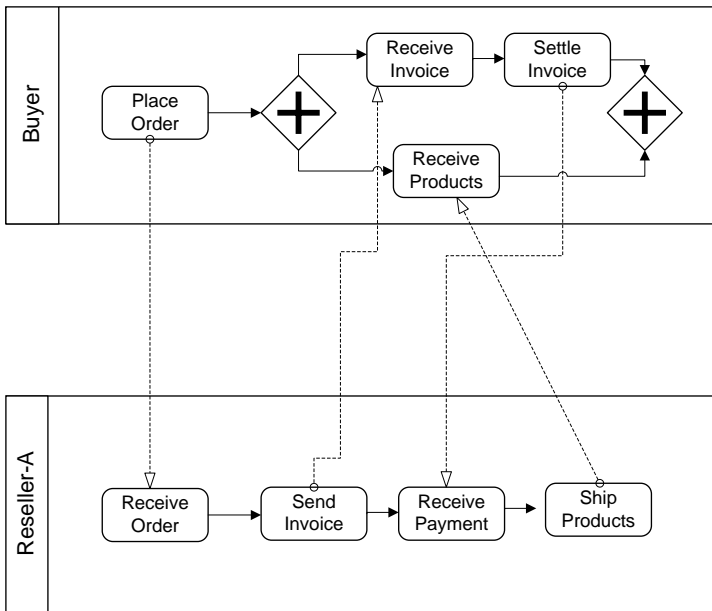 Buyer
Place
Order
Receive
Invoice
Settle
Invoice
Receive
Products
Reseller-A
Receive
Order
Send
Invoice
Receive
Payment
Ship
Products